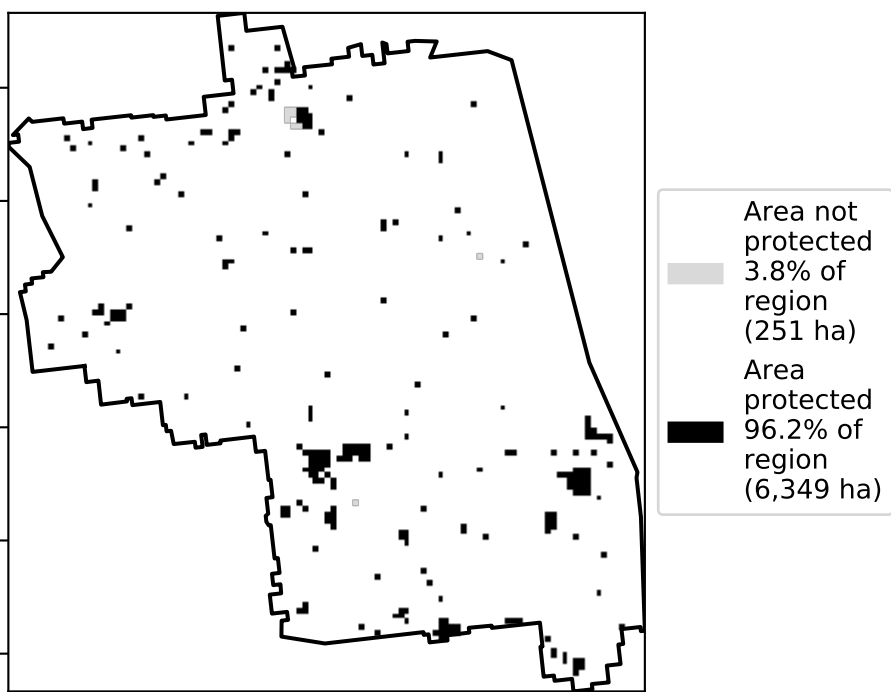 Area not
protected
3.8% of
region
(251 ha)
Area
protected
96.2% of
region
(6,349 ha)